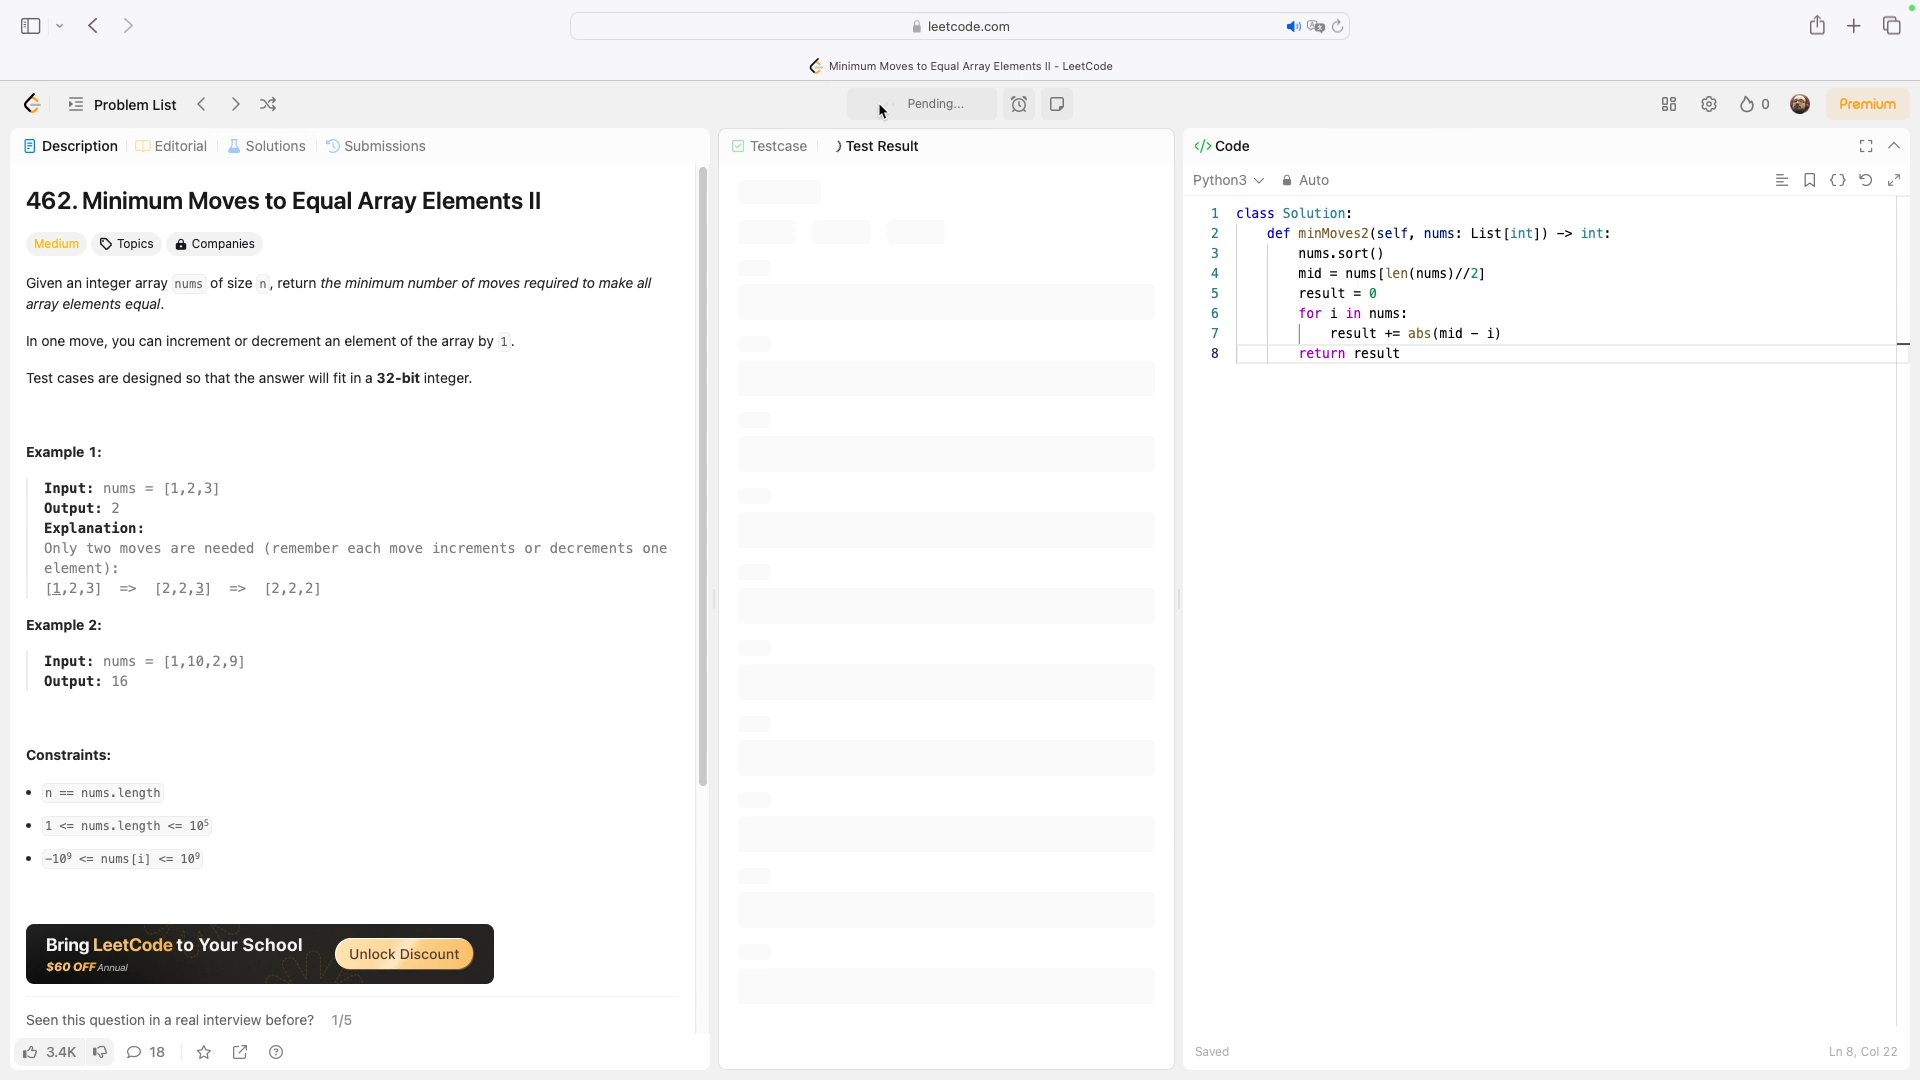 leetcode.com
Minimum Moves to Equal Array Elements II - LeetCode
Problem List
Pending...
0
Premium
Description
Editorial
Solutions
Submissions
462. Minimum Moves to Equal Array Elements II
Medium
Topics
Companies
Given an integer array nums of size n, return the minimum number of moves required to make all
array elements equal.
In one move, you can increment or decrement an element of the array by 1.
Test cases are designed so that the answer will fit in a 32-bit integer.
Example 1:
Input: nums = [1,2,3]
Output: 2
Explanation:
Only two moves are needed (remember each move increments or decrements one
element):
[1,2,3]  =>  [2,2,3]  =>  [2,2,2]
Example 2:
Input: nums = [1,10,2,9]
Output: 16
Constraints:
• n == nums.length
• 1 <= nums.length <= 10⁵
• -10⁹ <= nums[i] <= 10⁹
Bring LeetCode to Your School
$60 OFF Annual
Unlock Discount
Seen this question in a real interview before? 1/5
3.4K
18
Testcase
Test Result
</> Code
Python3
Auto
1 class Solution:
2     def minMoves2(self, nums: List[int]) -> int:
3         nums.sort()
4         mid = nums[len(nums)//2]
5         result = 0
6         for i in nums:
7             result += abs(mid - i)
8         return result
Saved
Ln 8, Col 22